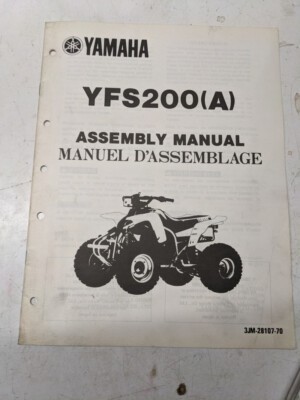 YAMAHA
YFS200(A)
ASSEMBLY MANUAL
MANUEL D'ASSEMBLAGE
3JM-28107-70